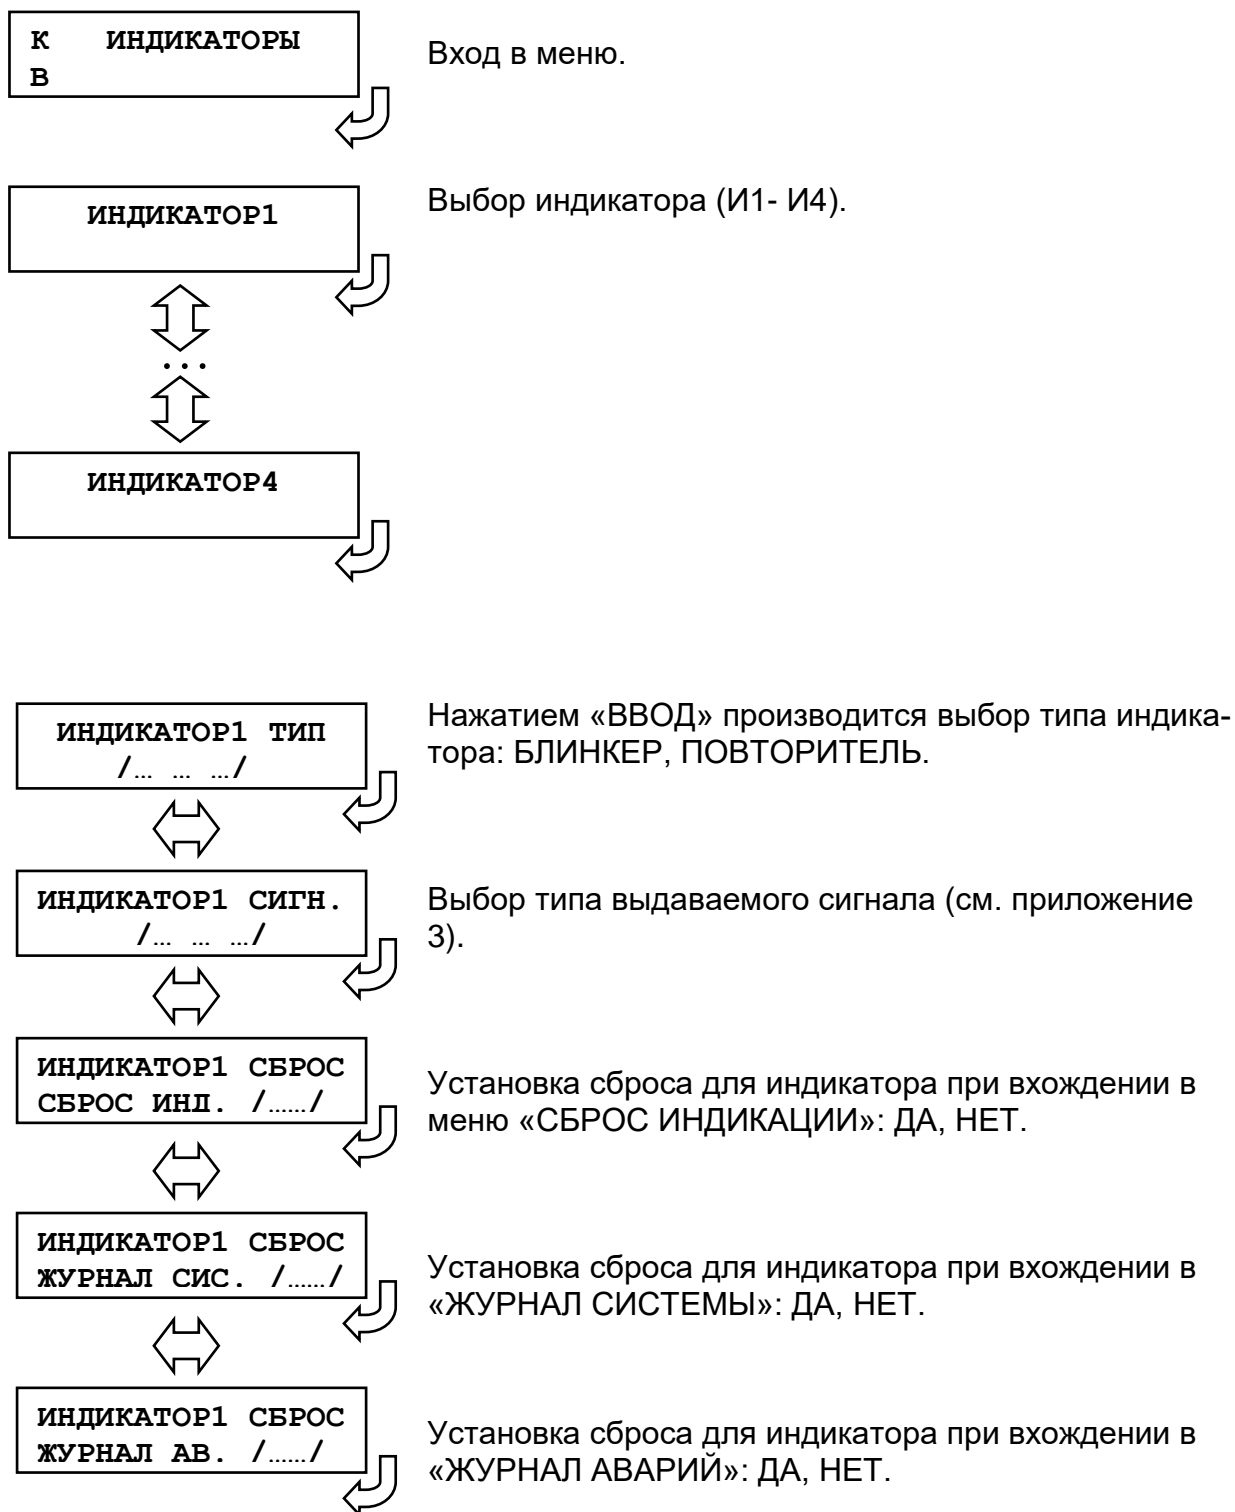 К ИНДИКАТОРЫ
В
Вход в меню.
ИНДИКАТОР1
Выбор индикатора (И1- И4).
...
ИНДИКАТОР4
ИНДИКАТОР1 ТИП
/… … …/
Нажатием «ВВОД» производится выбор типа индика-
тора: БЛИНКЕР, ПОВТОРИТЕЛЬ.
ИНДИКАТОР1 СИГН.
/… … …/
Выбор типа выдаваемого сигнала (см. приложение
3).
ИНДИКАТОР1 СБРОС
СБРОС ИНД. /……/
Установка сброса для индикатора при вхождении в
меню «СБРОС ИНДИКАЦИИ»: ДА, НЕТ.
ИНДИКАТОР1 СБРОС
ЖУРНАЛ СИС. /……/
Установка сброса для индикатора при вхождении в
«ЖУРНАЛ СИСТЕМЫ»: ДА, НЕТ.
ИНДИКАТОР1 СБРОС
ЖУРНАЛ АВ. /……/
Установка сброса для индикатора при вхождении в
«ЖУРНАЛ АВАРИЙ»: ДА, НЕТ.